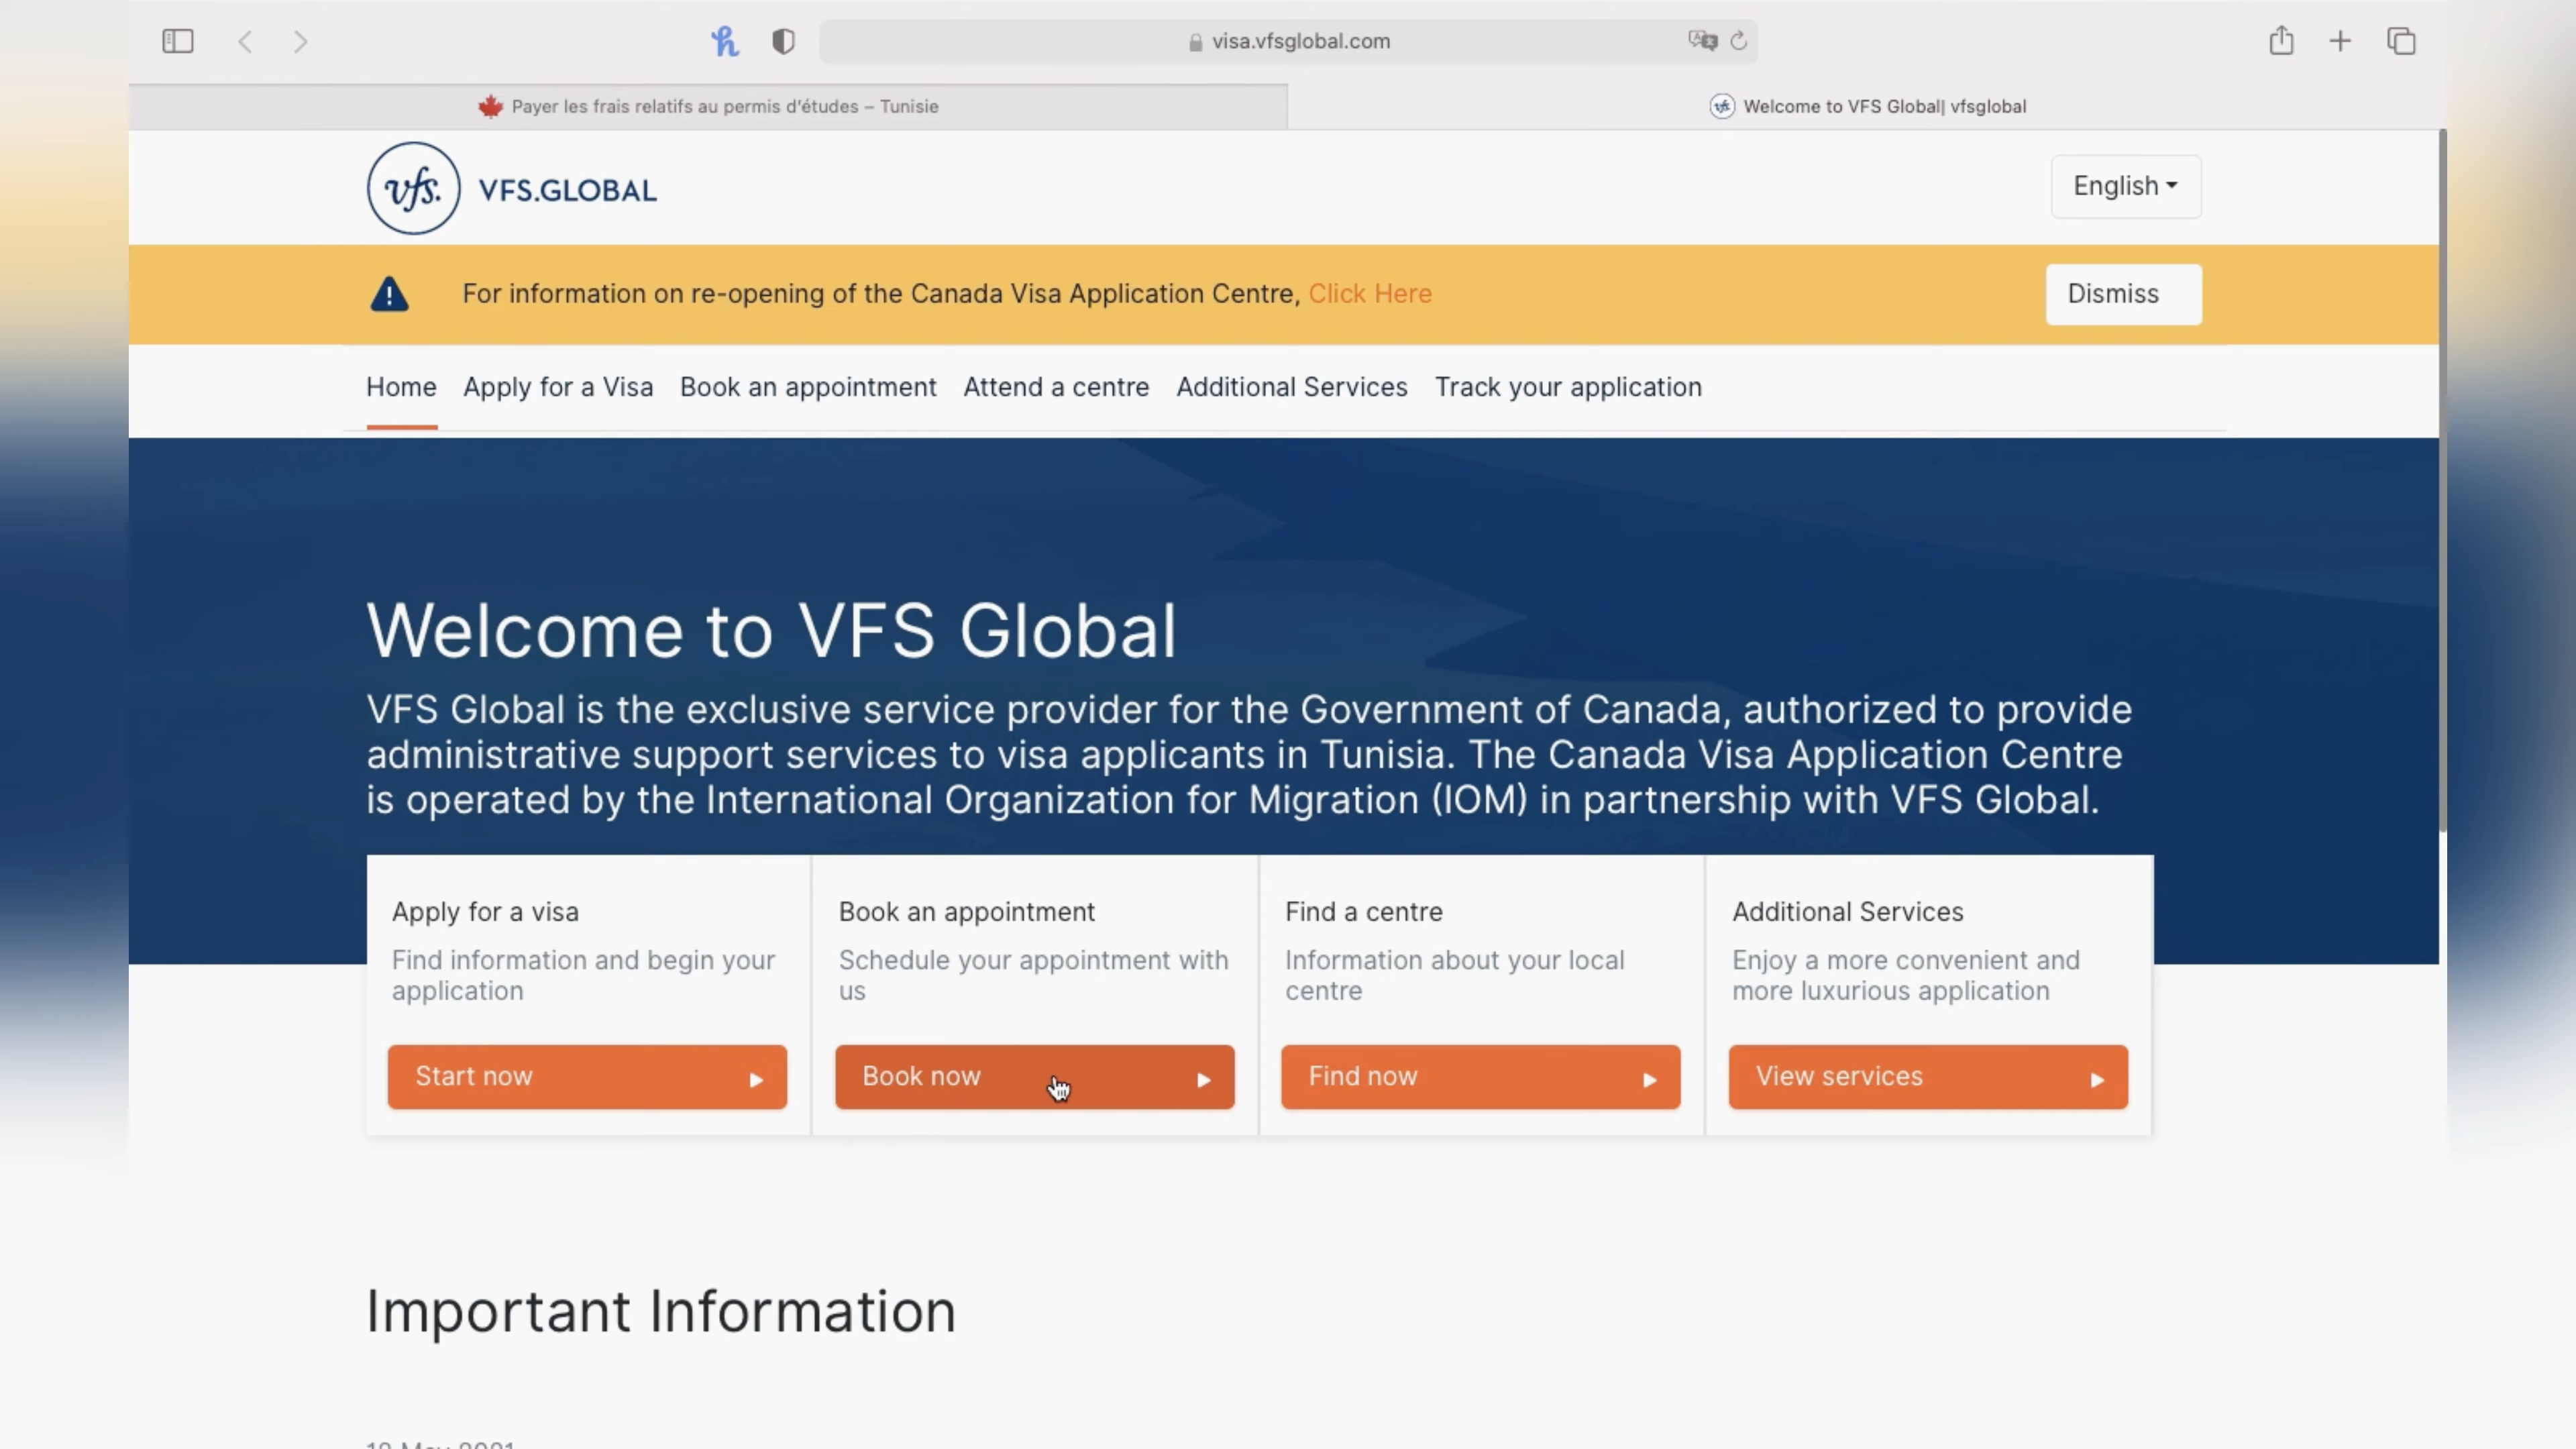 visa.vfsglobal.com
Payer les frais relatifs au permis d'études – Tunisie
Welcome to VFS Global| vfsglobal
vfs. VFS.GLOBAL
English
For information on re-opening of the Canada Visa Application Centre, Click Here
Dismiss
Home Apply for a Visa Book an appointment Attend a centre Additional Services Track your application
Welcome to VFS Global
VFS Global is the exclusive service provider for the Government of Canada, authorized to provide
administrative support services to visa applicants in Tunisia. The Canada Visa Application Centre
is operated by the International Organization for Migration (IOM) in partnership with VFS Global.
Apply for a visa
Find information and begin your
application
Start now
Book an appointment
Schedule your appointment with
us
Book now
Find a centre
Information about your local
centre
Find now
Additional Services
Enjoy a more convenient and
more luxurious application
View services
Important Information